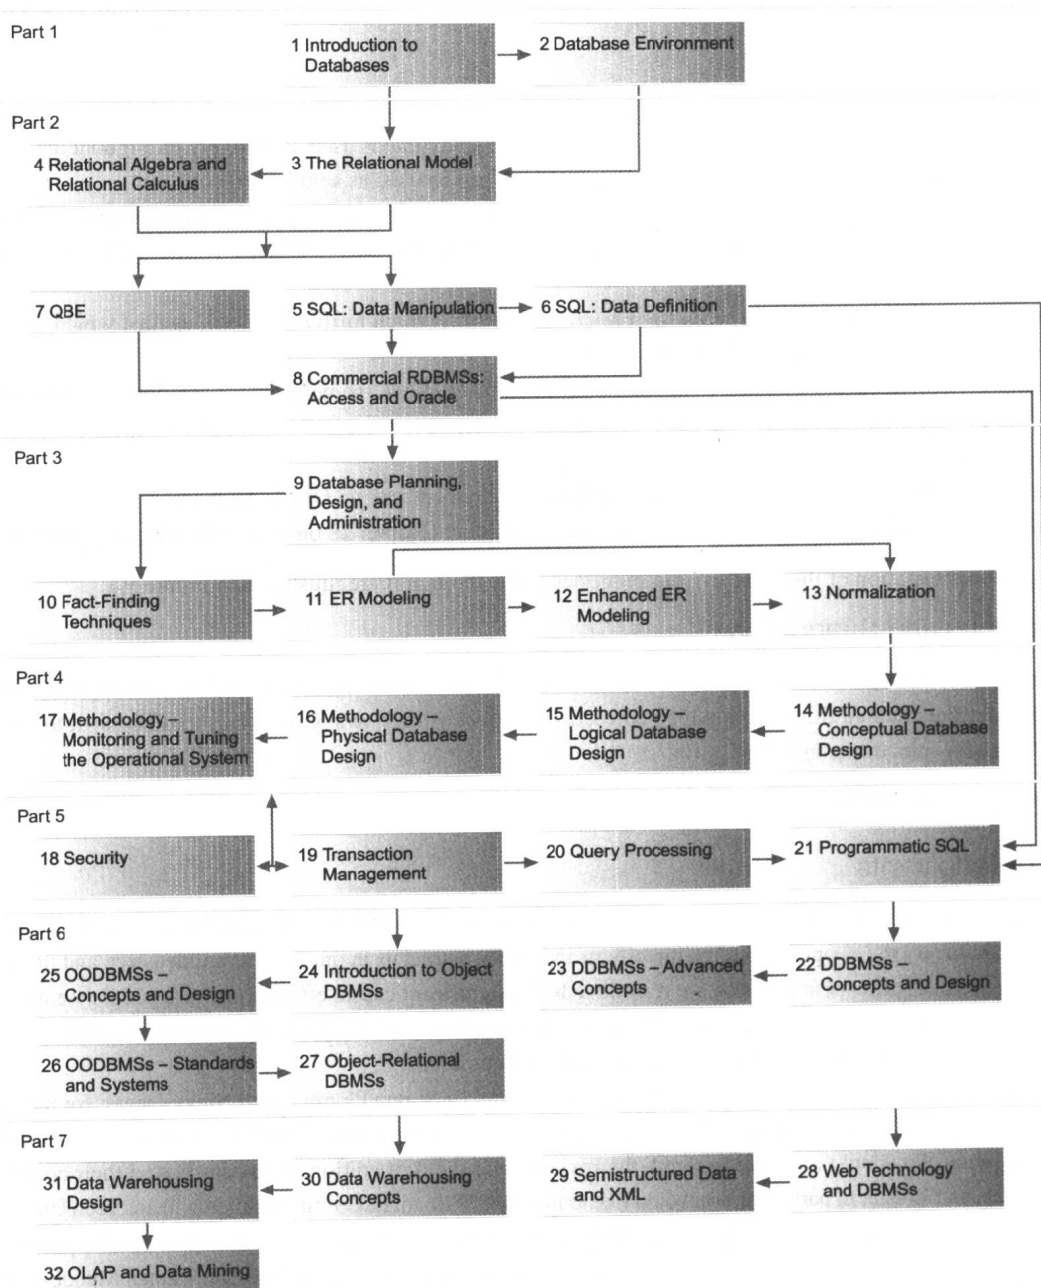 Part 1
1 Introduction to
Databases
2 Database Environment
Part 2
4 Relational Algebra and
Relational Calculus
3 The Relational Model
7 QBE
5 SQL: Data Manipulation
6 SQL: Data Definition
8 Commercial RDBMSs:
Access and Oracle
Part 3
9 Database Planning,
Design, and
Administration
10 Fact-Finding
Techniques
11 ER Modeling
12 Enhanced ER
Modeling
13 Normalization
Part 4
17 Methodology –
Monitoring and Tuning
the Operational System
16 Methodology –
Physical Database
Design
15 Methodology –
Logical Database
Design
14 Methodology –
Conceptual Database
Design
Part 5
18 Security
19 Transaction
Management
20 Query Processing
21 Programmatic SQL
Part 6
25 OODBMSs –
Concepts and Design
24 Introduction to Object
DBMSs
23 DDBMSs – Advanced
Concepts
22 DDBMSs –
Concepts and Design
26 OODBMSs – Standards
and Systems
27 Object-Relational
DBMSs
Part 7
31 Data Warehousing
Design
30 Data Warehousing
Concepts
29 Semistructured Data
and XML
28 Web Technology
and DBMSs
32 OLAP and Data Mining